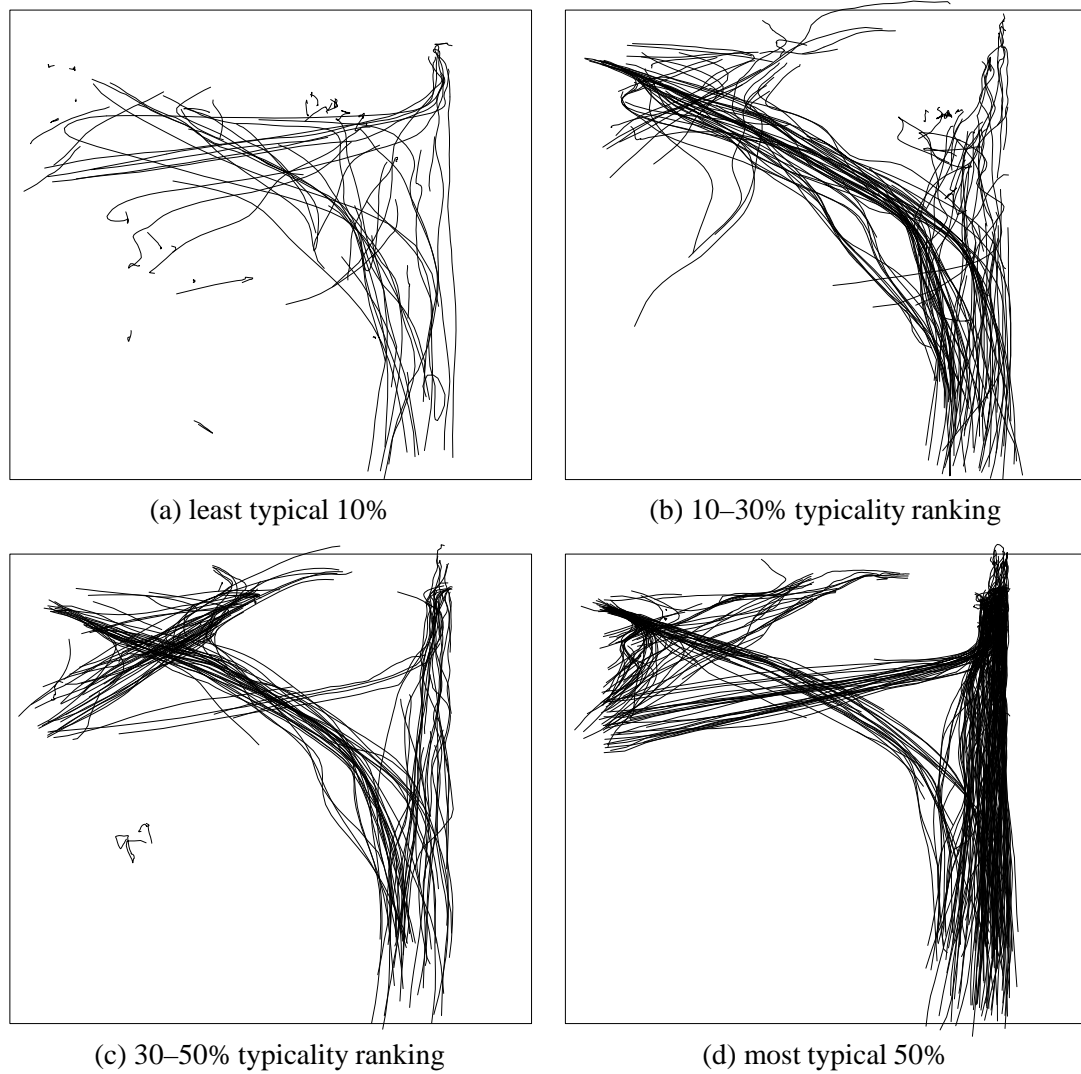 (a) least typical 10%
(b) 10–30% typicality ranking
(c) 30–50% typicality ranking
(d) most typical 50%